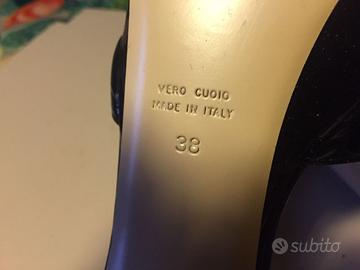 VERO CUOIO
MADE IN ITALY
38
subito